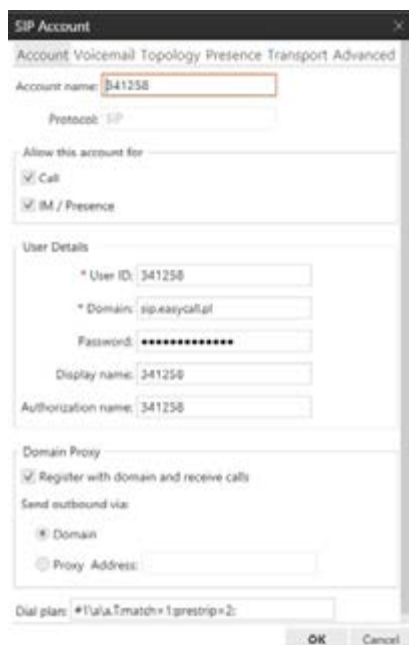 SIP Account
Account Voicemail Topology Presence Transport Advanced
Account name: 341258
Protocol: SIP
Allow this account for
Call
IM / Presence
User Details
* User ID: 341258
* Domain: sip.easycall.pl
Password: •••••••••••••
Display name: 341258
Authorization name: 341258
Domain Proxy
Register with domain and receive calls
Send outbound via:
Domain
Proxy Address:
Dial plan: #1\a\a.T;match=1;prestrip=2;
OK Cancel